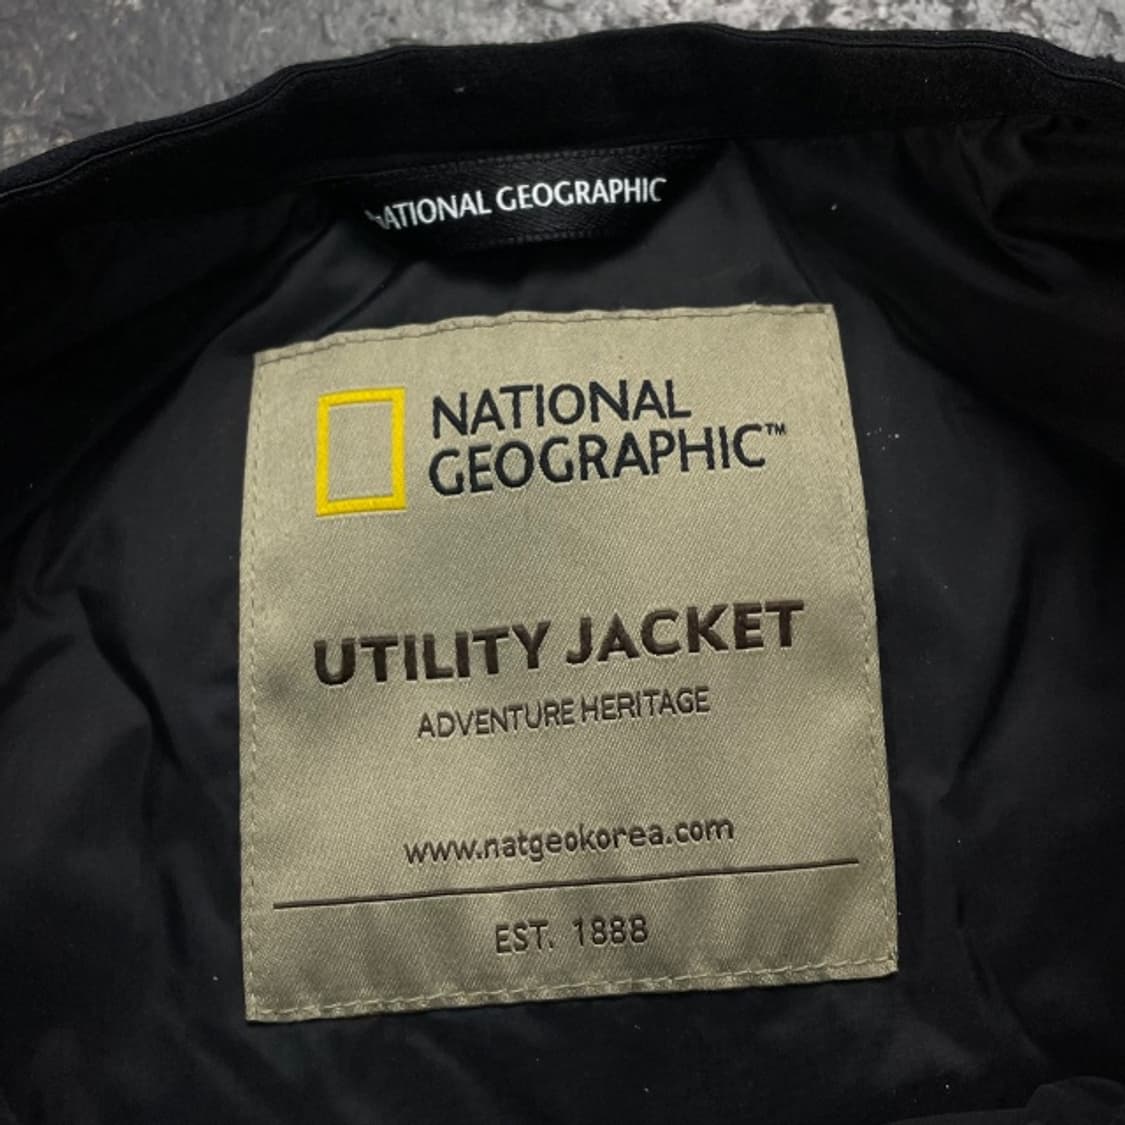 NATIONAL GEOGRAPHIC
NATIONAL
GEOGRAPHIC™
UTILITY JACKET
ADVENTURE HERITAGE
www.natgeokorea.com
EST. 1888